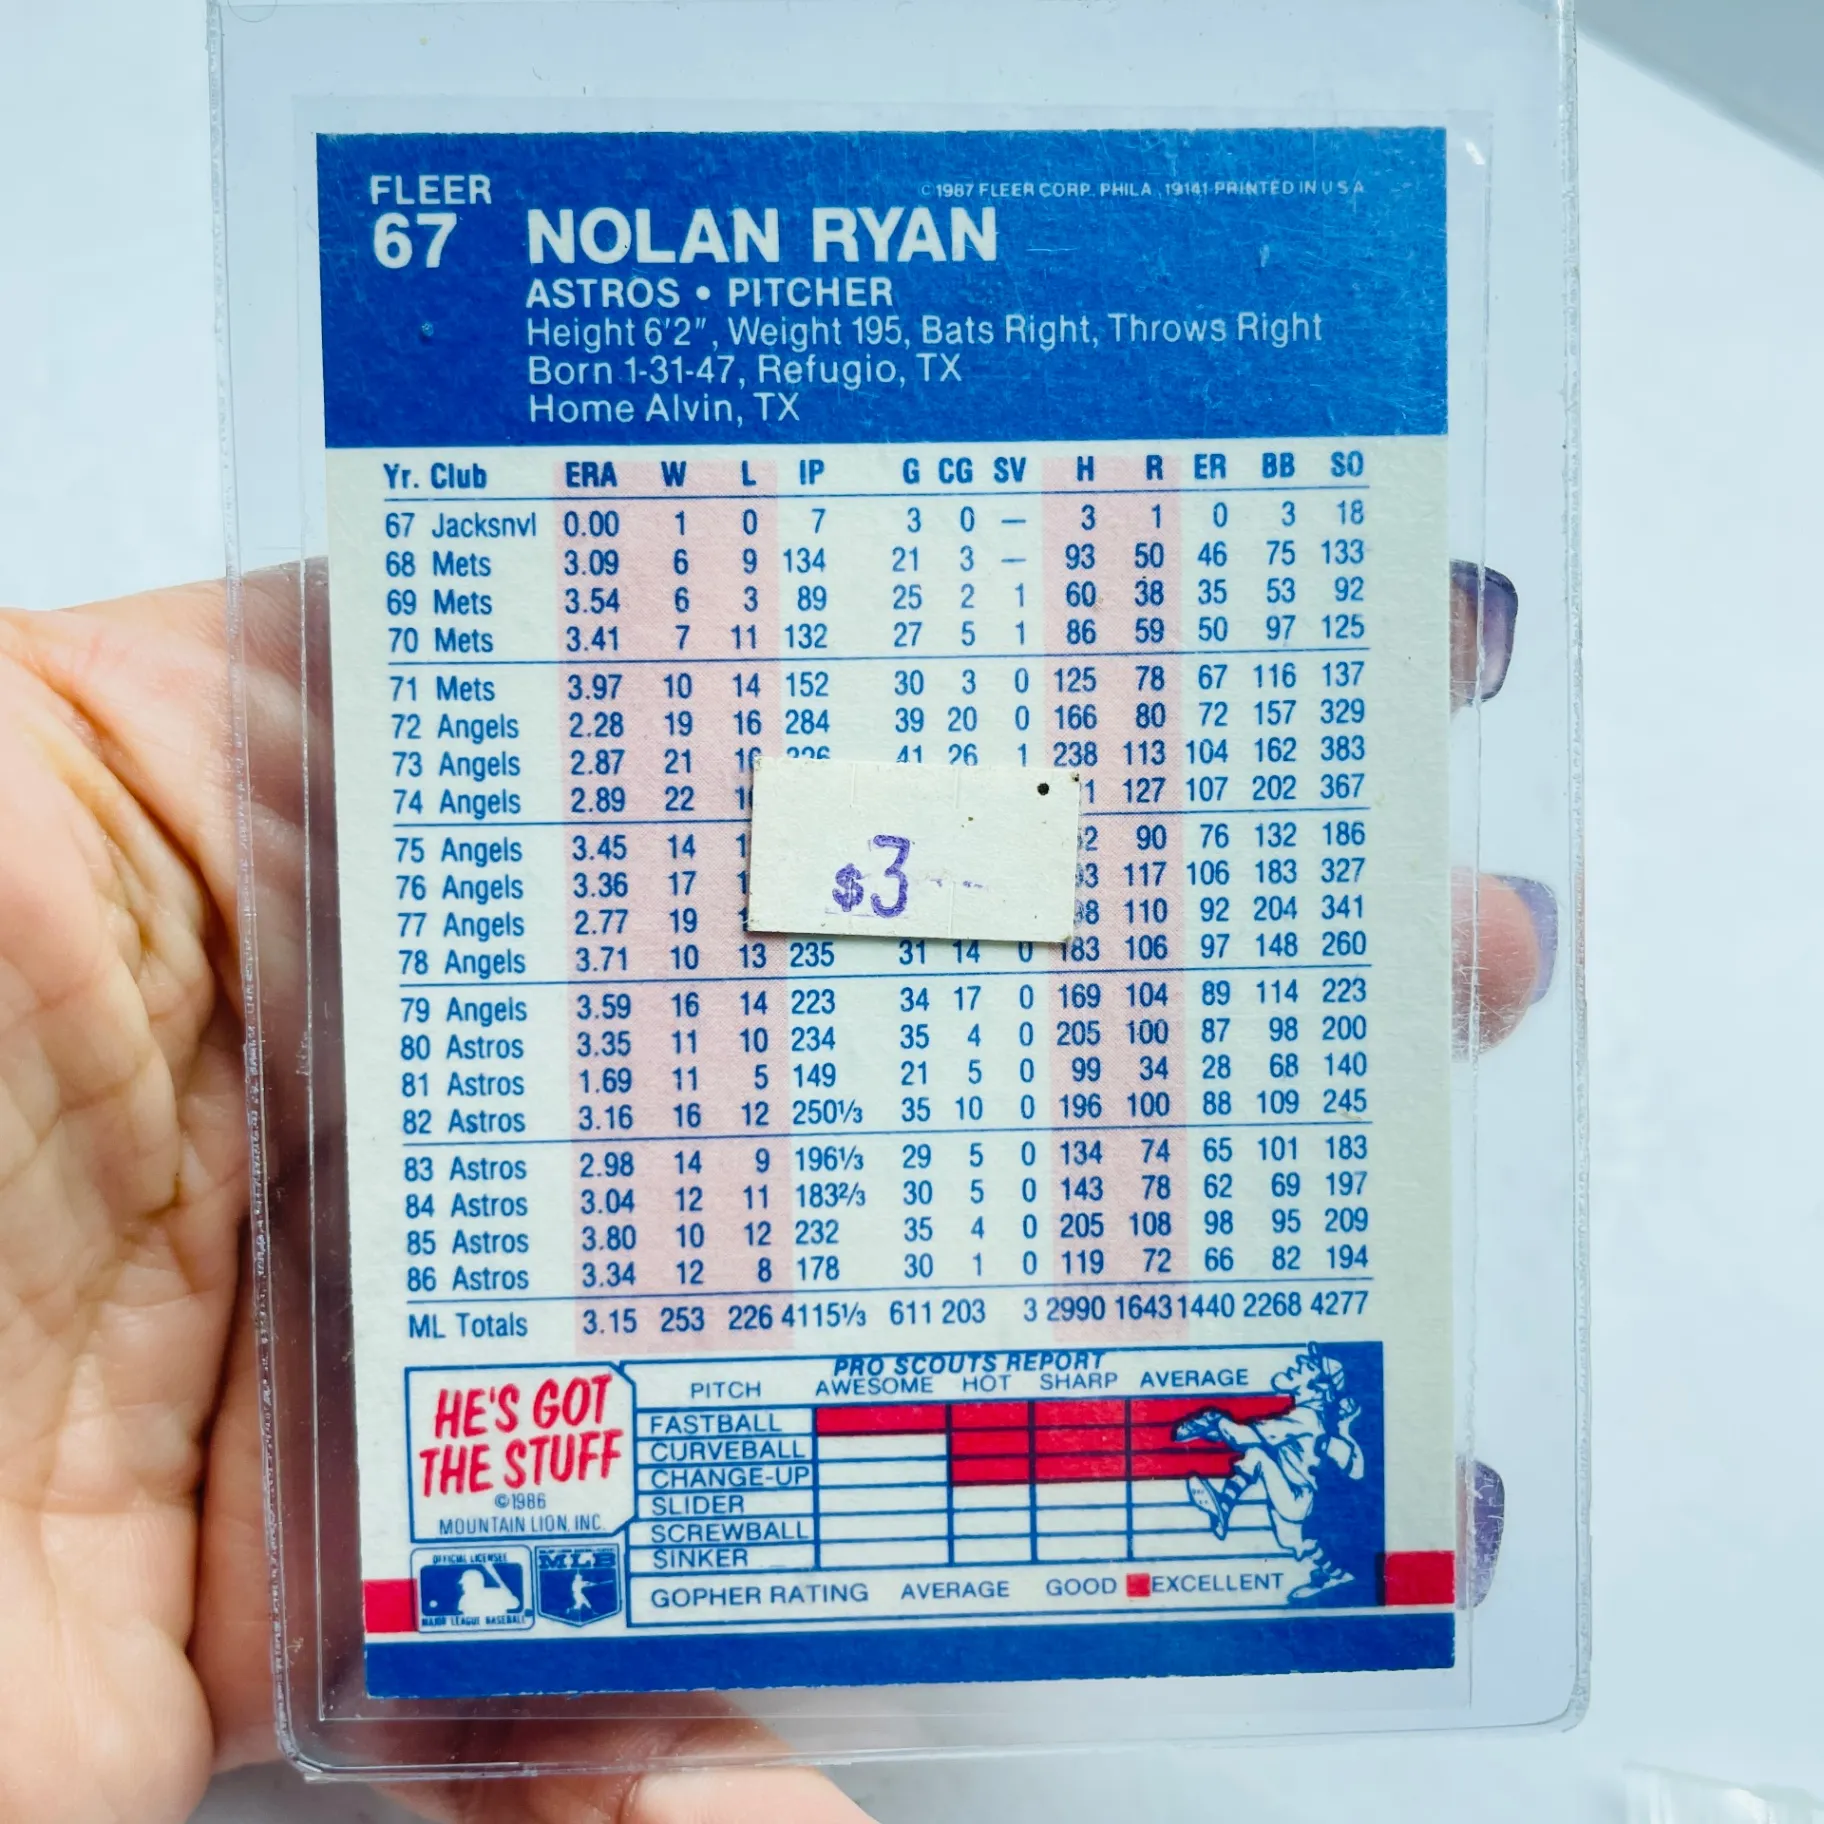 FLEER
© 1987 FLEER CORP. PHILA., 19141 PRINTED IN U S A
67 NOLAN RYAN
ASTROS • PITCHER
Height 6'2", Weight 195, Bats Right, Throws Right
Born 1-31-47, Refugio, TX
Home Alvin, TX
Yr. Club ERA W L IP G CG SV H R ER BB SO
67 Jacksnvl 0.00 1 0 7 3 0 — 3 1 0 3 18
68 Mets 3.09 6 9 134 21 3 — 93 50 46 75 133
69 Mets 3.54 6 3 89 25 2 1 60 38 35 53 92
70 Mets 3.41 7 11 132 27 5 1 86 59 50 97 125
71 Mets 3.97 10 14 152 30 3 0 125 78 67 116 137
72 Angels 2.28 19 16 284 39 20 0 166 80 72 157 329
73 Angels 2.87 21 16 326 41 26 1 238 113 104 162 383
74 Angels 2.89 22 127 107 202 367
75 Angels 3.45 14 90 76 132 186
76 Angels 3.36 17 117 106 183 327
77 Angels 2.77 19 110 92 204 341
78 Angels 3.71 10 13 235 31 14 0 183 106 97 148 260
$3
79 Angels 3.59 16 14 223 34 17 0 169 104 89 114 223
80 Astros 3.35 11 10 234 35 4 0 205 100 87 98 200
81 Astros 1.69 11 5 149 21 5 0 99 34 28 68 140
82 Astros 3.16 16 12 250⅓ 35 10 0 196 100 88 109 245
83 Astros 2.98 14 9 196⅓ 29 5 0 134 74 65 101 183
84 Astros 3.04 12 11 183⅔ 30 5 0 143 78 62 69 197
85 Astros 3.80 10 12 232 35 4 0 205 108 98 95 209
86 Astros 3.34 12 8 178 30 1 0 119 72 66 82 194
ML Totals 3.15 253 226 4115⅓ 611 203 3 2990 1643 1440 2268 4277
HE'S GOT
THE STUFF
©1986
MOUNTAIN LION, INC.
PRO SCOUTS REPORT
PITCH AWESOME HOT SHARP AVERAGE
FASTBALL
CURVEBALL
CHANGE-UP
SLIDER
SCREWBALL
SINKER
GOPHER RATING AVERAGE GOOD EXCELLENT
OFFICIAL LICENSEE
MAJOR LEAGUE BASEBALL
MLB